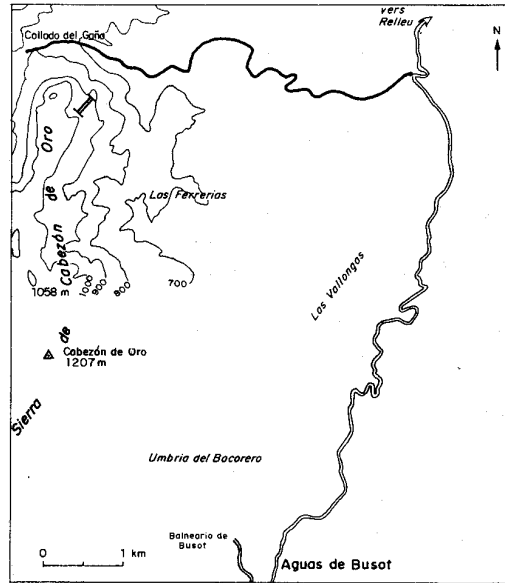 vers
Relleu
N
Collado del Gaña
Sierra de Cabezón de Oro
Las Ferrerias
1058 m
1000
900
800
700
Los Vallongas
Cabezón de Oro
1207 m
Umbria del Bocorero
Balneario de
Busot
Aguas de Busot
0 1 km